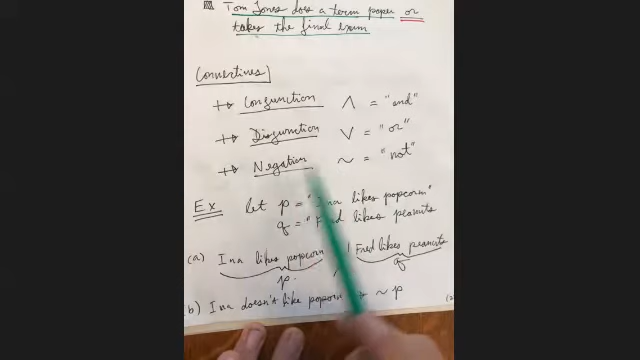 Tom Jones does a term paper or
takes the final exam
Connectives
Conjunction ∧ = "and"
Disjunction ∨ = "or"
Negation ~ = "not"
Ex let p = "Ina likes popcorn"
q = "Fred likes peanuts
(a) Ina likes popcorn Fred likes peanuts
p ∧ q
(b) Ina doesn't like popcorn ~ p